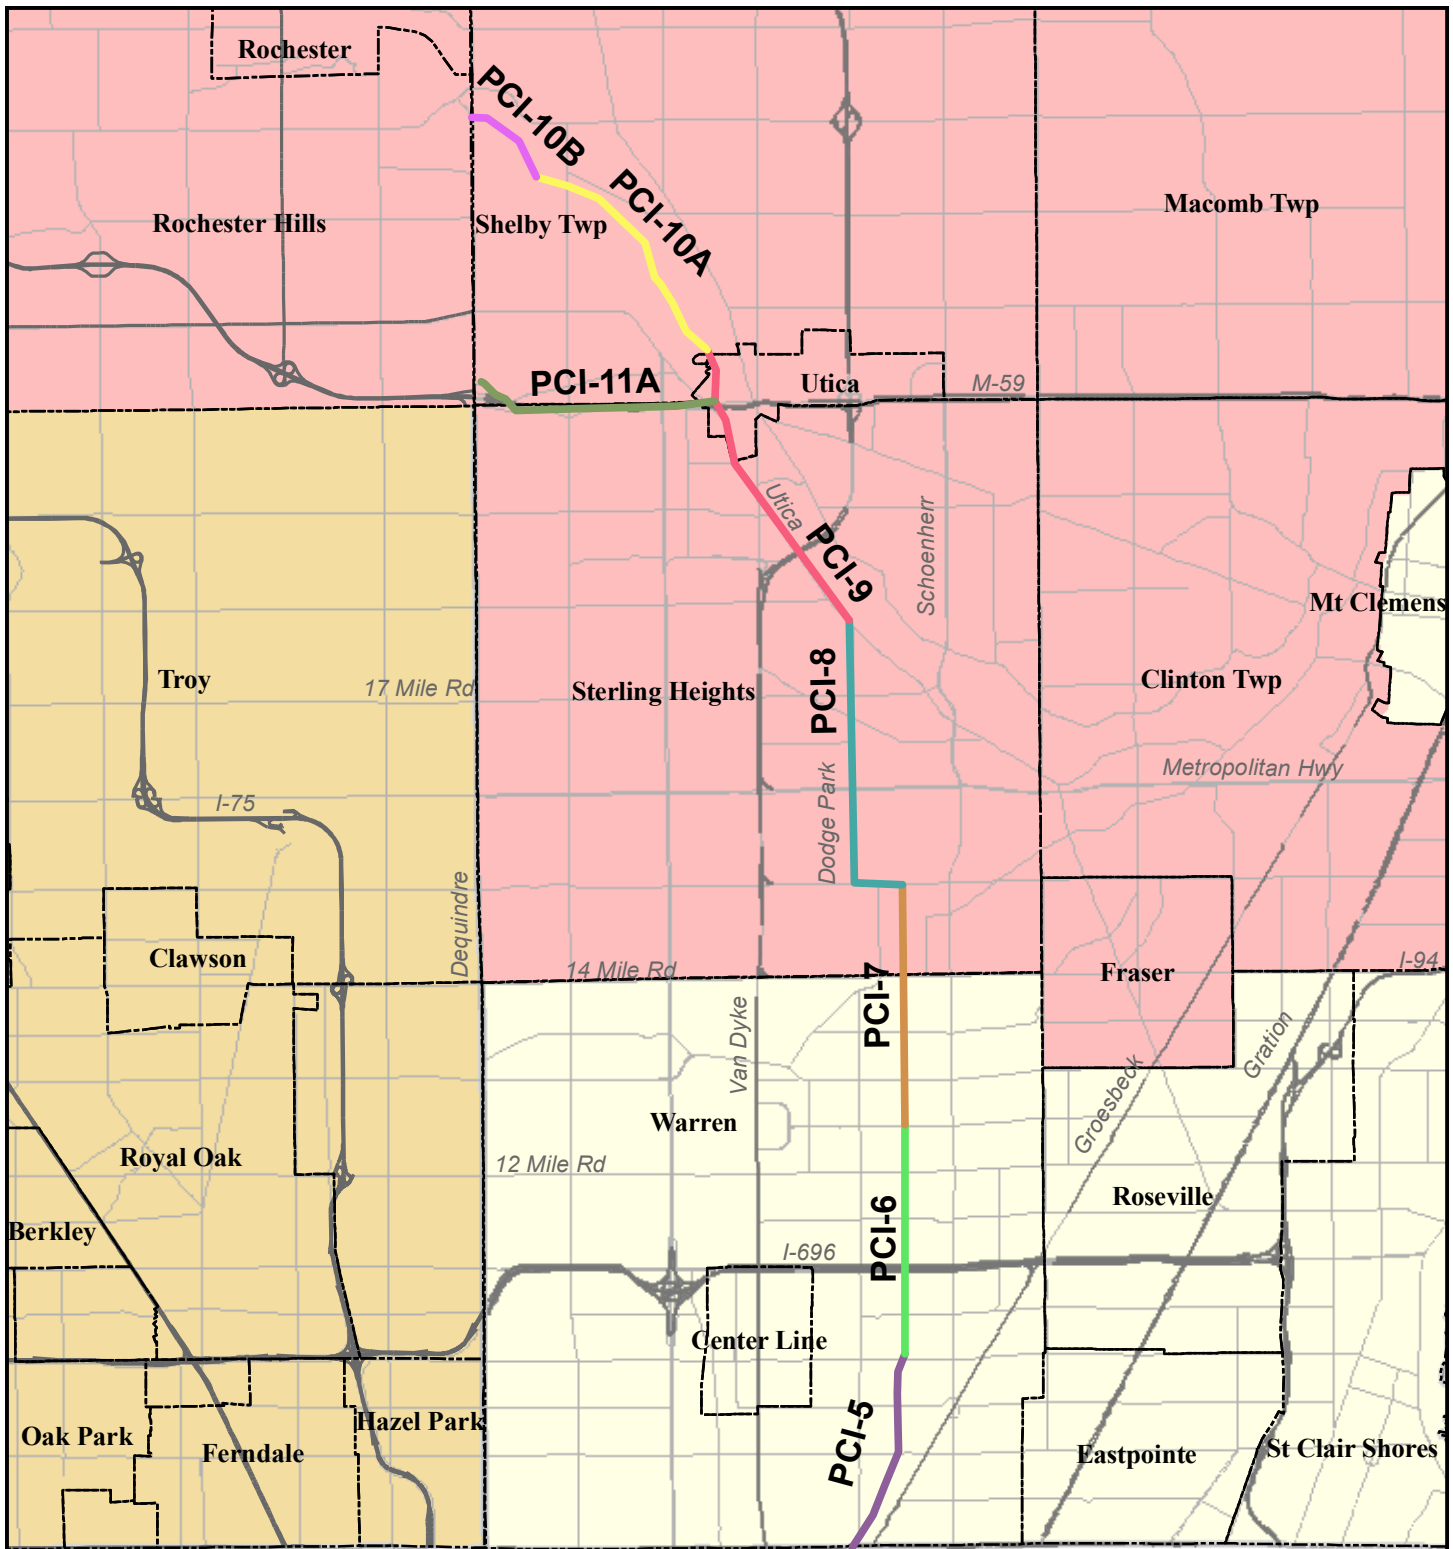 Rochester
PCI-10B
PCI-10A
Rochester Hills
Shelby Twp
Macomb Twp
PCI-11A
Utica
M-59
Utica
PCI-9
Schoenherr
Mt Clemens
Troy
17 Mile Rd
Sterling Heights
PCI-8
Clinton Twp
Metropolitan Hwy
I-75
Dodge Park
Dequindre
Clawson
14 Mile Rd
PCI-7
Fraser
I-94
Van Dyke
Gration
Groesbeck
Warren
Royal Oak
12 Mile Rd
PCI-6
Roseville
Berkley
I-696
Center Line
PCI-5
Oak Park
Ferndale
Hazel Park
Eastpointe
St Clair Shores